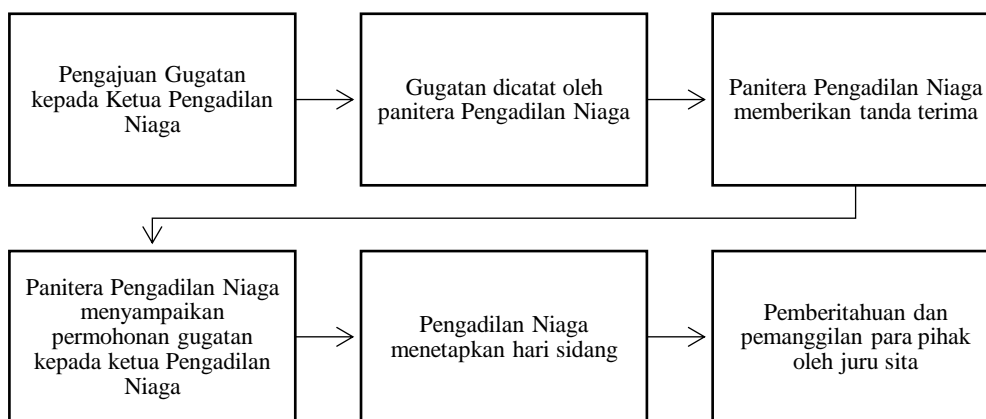 Pengajuan Gugatan
kepada Ketua Pengadilan
Niaga
Gugatan dicatat oleh
panitera Pengadilan Niaga
Panitera Pengadilan Niaga
memberikan tanda terima
Panitera Pengadilan Niaga
menyampaikan
permohonan gugatan
kepada ketua Pengadilan
Niaga
Pengadilan Niaga
menetapkan hari sidang
Pemberitahuan dan
pemanggilan para pihak
oleh juru sita